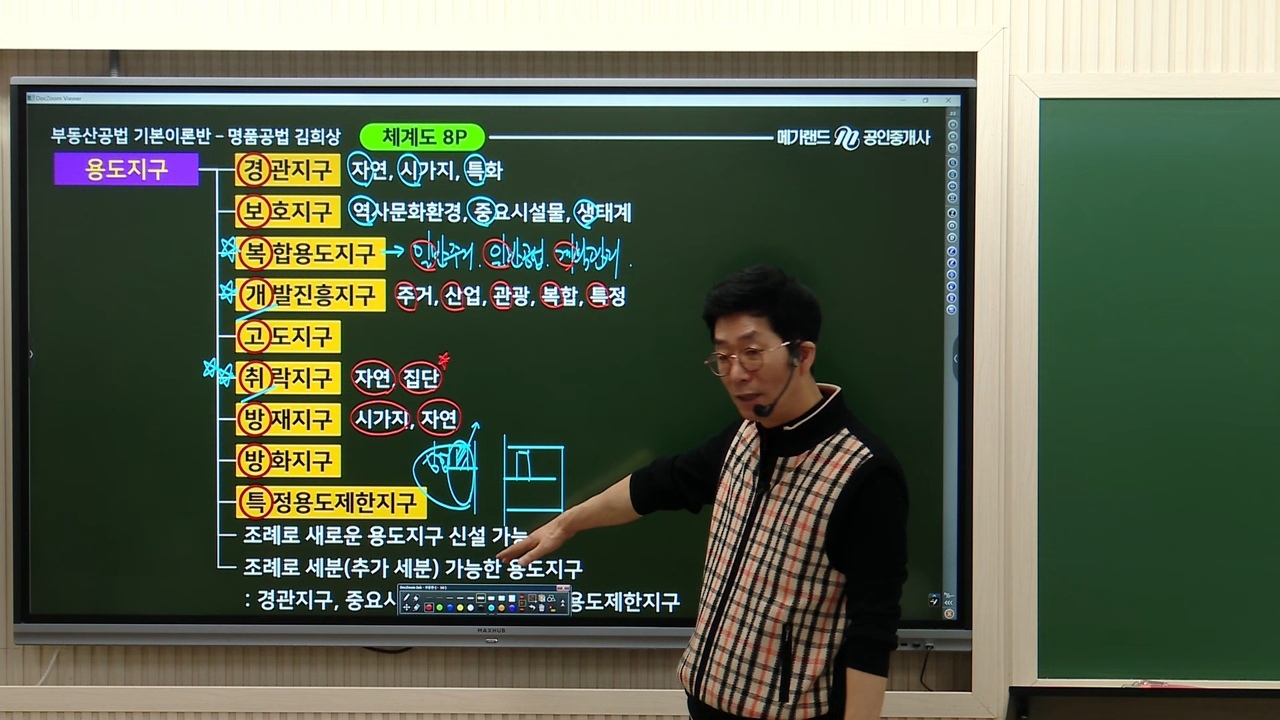 DocZoom Viewer
부동산공법 기본이론반 - 명품공법 김희상 체계도 8P 메가랜드 공인중개사
용도지구 경관지구 자연, 시가지, 특화
보호지구 역사문화환경, 중요시설물, 생태계
복합용도지구 → 일반주거. 일반공업. 계획관리.
개발진흥지구 주거, 산업, 관광, 복합, 특정
고도지구
취락지구 자연, 집단
방재지구 시가지, 자연
방화지구
특정용도제한지구
조례로 새로운 용도지구 신설 가능
조례로 세분(추가 세분) 가능한 용도지구
: 경관지구, 중요시 용도제한지구
MAXHUB